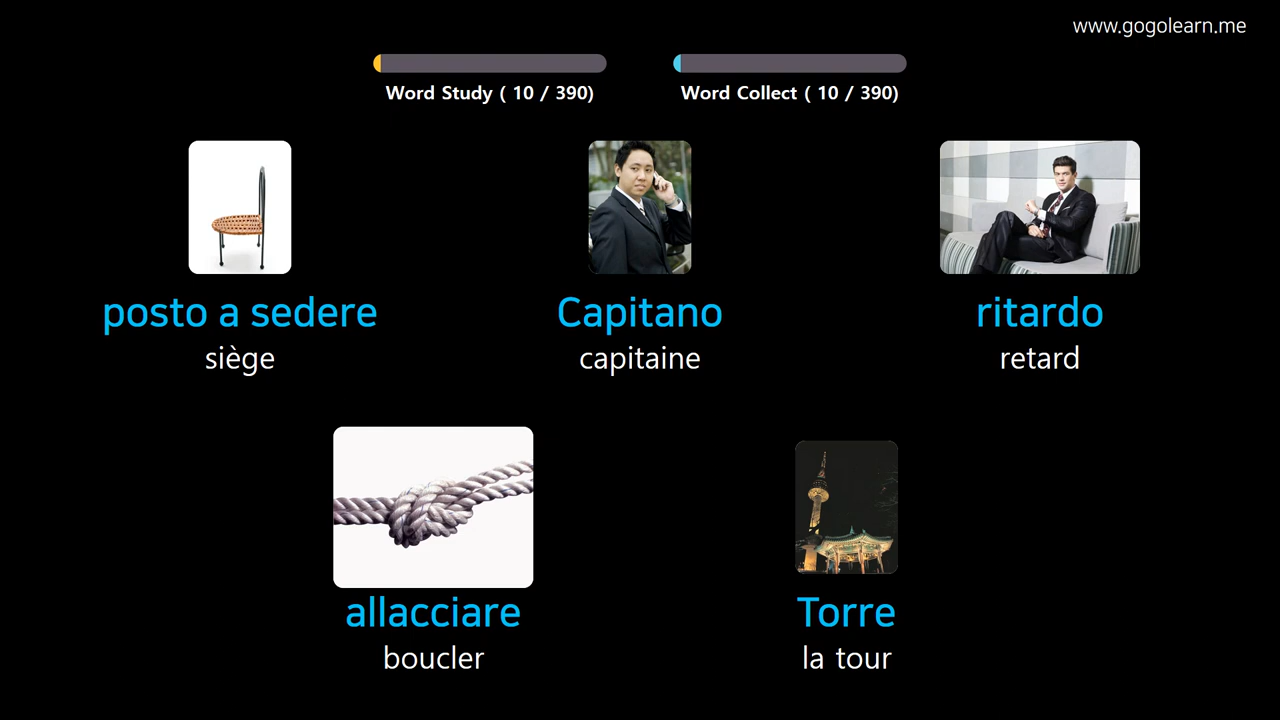 www.gogolearn.me
Word Study ( 10 / 390)
Word Collect ( 10 / 390)
posto a sedere
siège
Capitano
capitaine
ritardo
retard
allacciare
boucler
Torre
la tour